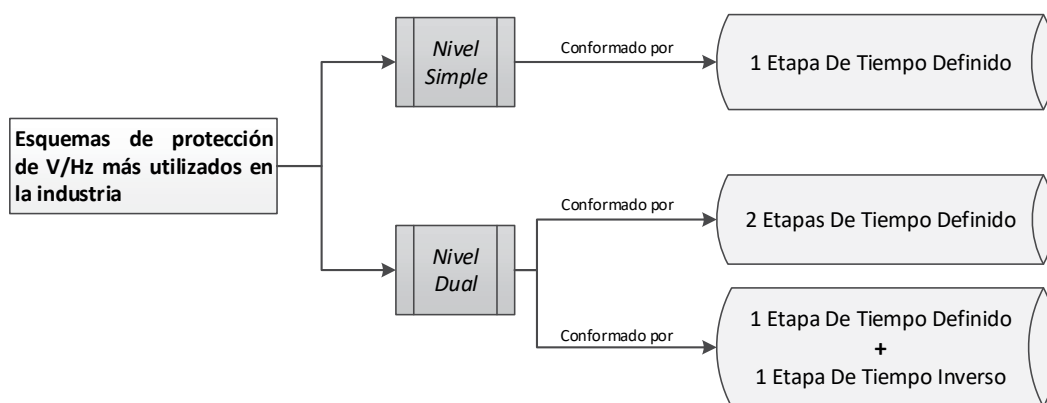 Esquemas de protección
de V/Hz más utilizados en
la industria
Nivel
Simple
Conformado por
1 Etapa De Tiempo Definido
Nivel
Dual
Conformado por
2 Etapas De Tiempo Definido
Conformado por
1 Etapa De Tiempo Definido
+
1 Etapa De Tiempo Inverso